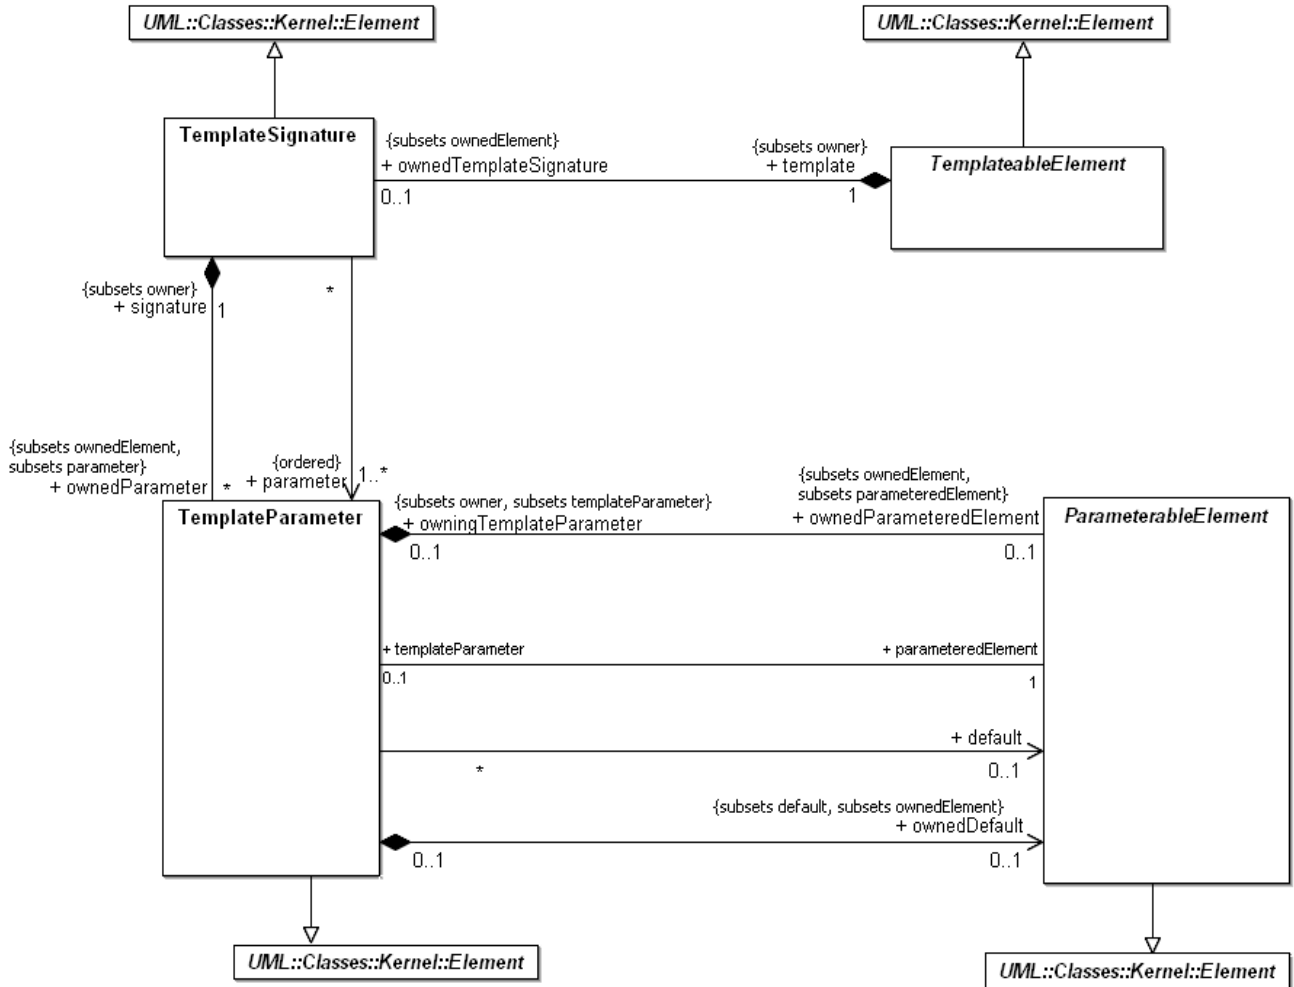 UML::Classes::Kernel::Element
UML::Classes::Kernel::Element
TemplateSignature
{subsets ownedElement}
+ ownedTemplateSignature
0..1
{subsets owner}
+ template
1
TemplateableElement
{subsets owner}
+ signature
1
*
{subsets ownedElement,
subsets parameter}
+ ownedParameter
*
{ordered}
+ parameter
1..*
TemplateParameter
{subsets owner, subsets templateParameter}
+ owningTemplateParameter
0..1
{subsets ownedElement,
subsets parameteredElement}
+ ownedParameteredElement
0..1
ParameterableElement
+ templateParameter
0..1
+ parameteredElement
1
+ default
*
0..1
{subsets default, subsets ownedElement}
+ ownedDefault
0..1
0..1
UML::Classes::Kernel::Element
UML::Classes::Kernel::Element